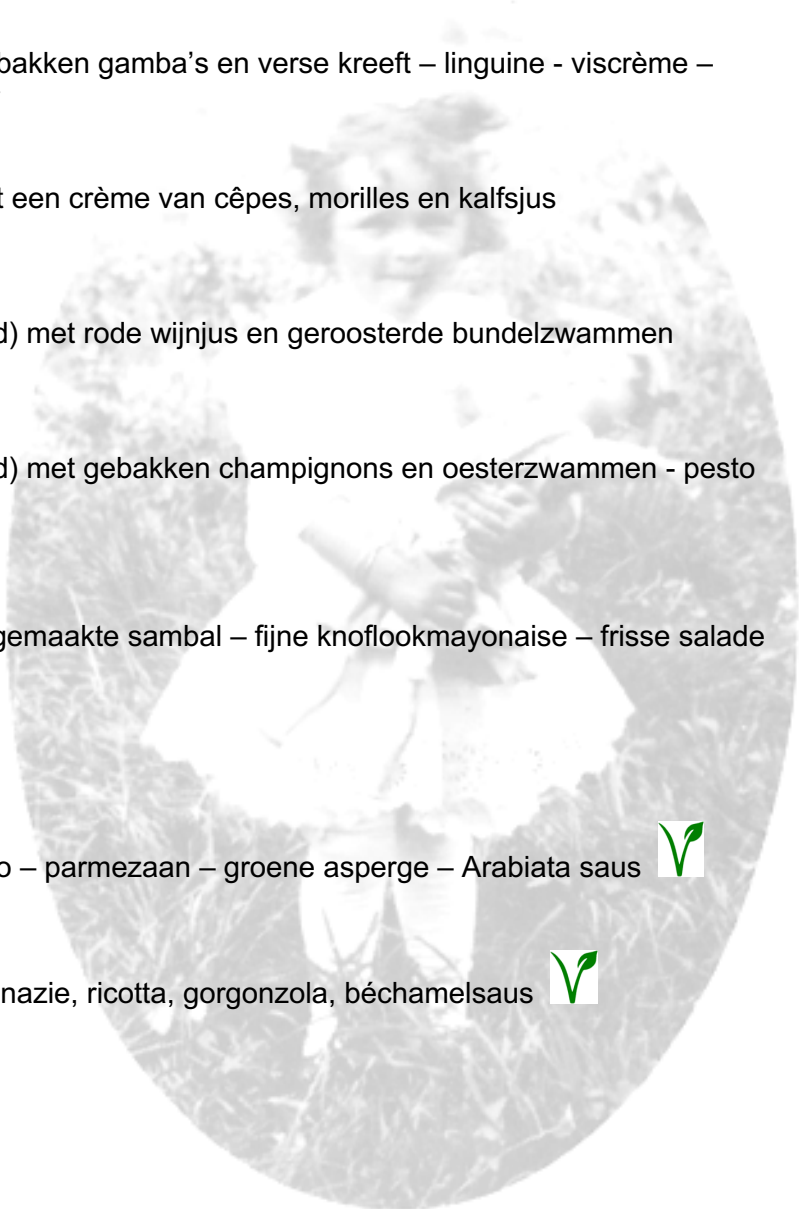 bakken gamba's en verse kreeft – linguine - viscrème –
t een crème van cêpes, morilles en kalfsjus
d) met rode wijnjus en geroosterde bundelzwammen
d) met gebakken champignons en oesterzwammen - pesto
gemaakte sambal – fijne knoflookmayonaise – frisse salade
o – parmezaan – groene asperge – Arabiata saus
nazie, ricotta, gorgonzola, béchamelsaus